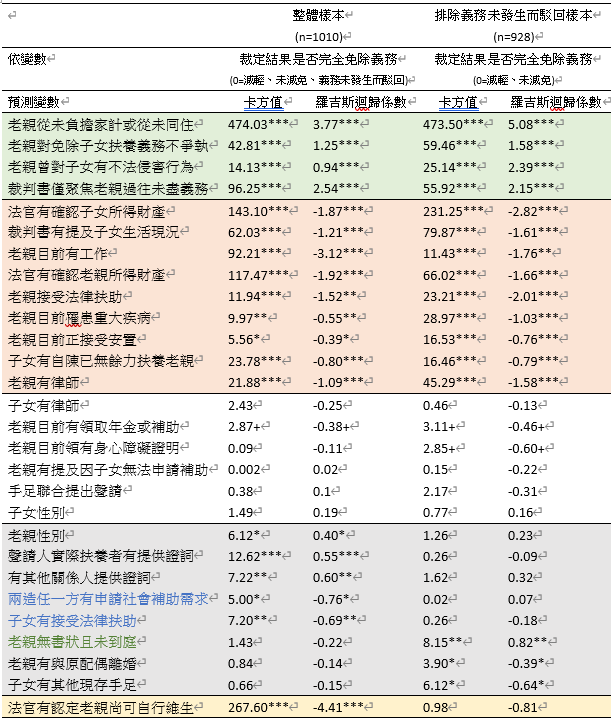 整體樣本 排除義務未發生而駁回樣本
(n=1010) (n=928)
依變數 裁定結果是否完全免除義務 裁定結果是否完全免除義務
(0=減輕、未減免、義務未發生而駁回) (0=減輕、未減免)
預測變數 卡方值 羅吉斯迴歸係數 卡方值 羅吉斯迴歸係數
老親從未負擔家計或從未同住 474.03*** 3.77*** 473.50*** 5.08***
老親對免除子女扶養義務不爭執 42.81*** 1.25*** 59.46*** 1.58***
老親曾對子女有不法侵害行為 14.13*** 0.94*** 25.14*** 2.39***
裁判書僅聚焦老親過往未盡義務 96.25*** 2.54*** 55.92*** 2.15***
法官有確認子女所得財產 143.10*** -1.87*** 231.25*** -2.82***
裁判書有提及子女生活現況 62.03*** -1.21*** 79.87*** -1.61***
老親目前有工作 92.21*** -3.12*** 11.43*** -1.76**
法官有確認老親所得財產 117.47*** -1.92*** 66.02*** -1.66***
老親接受法律扶助 11.94*** -1.52** 23.21*** -2.01***
老親目前罹患重大疾病 9.97** -0.55** 28.97*** -1.03***
老親目前正接受安置 5.56* -0.39* 16.53*** -0.76***
子女有自陳已無餘力扶養老親 23.78*** -0.80*** 16.46*** -0.79***
老親有律師 21.88*** -1.09*** 45.29*** -1.58***
子女有律師 2.43 -0.25 0.46 -0.13
老親目前有領取年金或補助 2.87+ -0.38+ 3.11+ -0.46+
老親目前領有身心障礙證明 0.09 -0.11 2.85+ -0.60+
老親有提及因子女無法申請補助 0.002 0.02 0.15 -0.22
手足聯合提出聲請 0.38 0.1 2.17 -0.31
子女性別 1.49 0.19 0.77 0.16
老親性別 6.12* 0.40* 1.26 0.23
聲請人實際扶養者有提供證詞 12.62*** 0.55*** 0.26 -0.09
有其他關係人提供證詞 7.22** 0.60** 1.62 0.32
兩造任一方有申請社會補助需求 5.00* -0.76* 0.02 0.07
子女有接受法律扶助 7.20** -0.69** 0.26 -0.18
老親無書狀且未到庭 1.43 -0.22 8.15** 0.82**
老親有與原配偶離婚 0.84 -0.14 3.90* -0.39*
子女有其他現存手足 0.66 -0.15 6.12* -0.64*
法官有認定老親尚可自行維生 267.60*** -4.41*** 0.98 -0.81